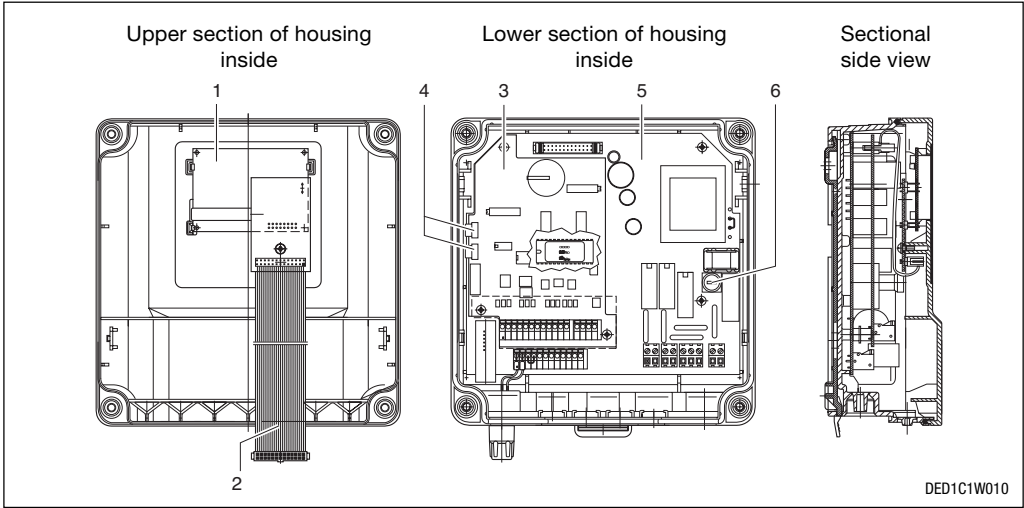 Upper section of housing
inside
Lower section of housing
inside
Sectional
side view
1
4
3
5
6
2
DED1C1W010